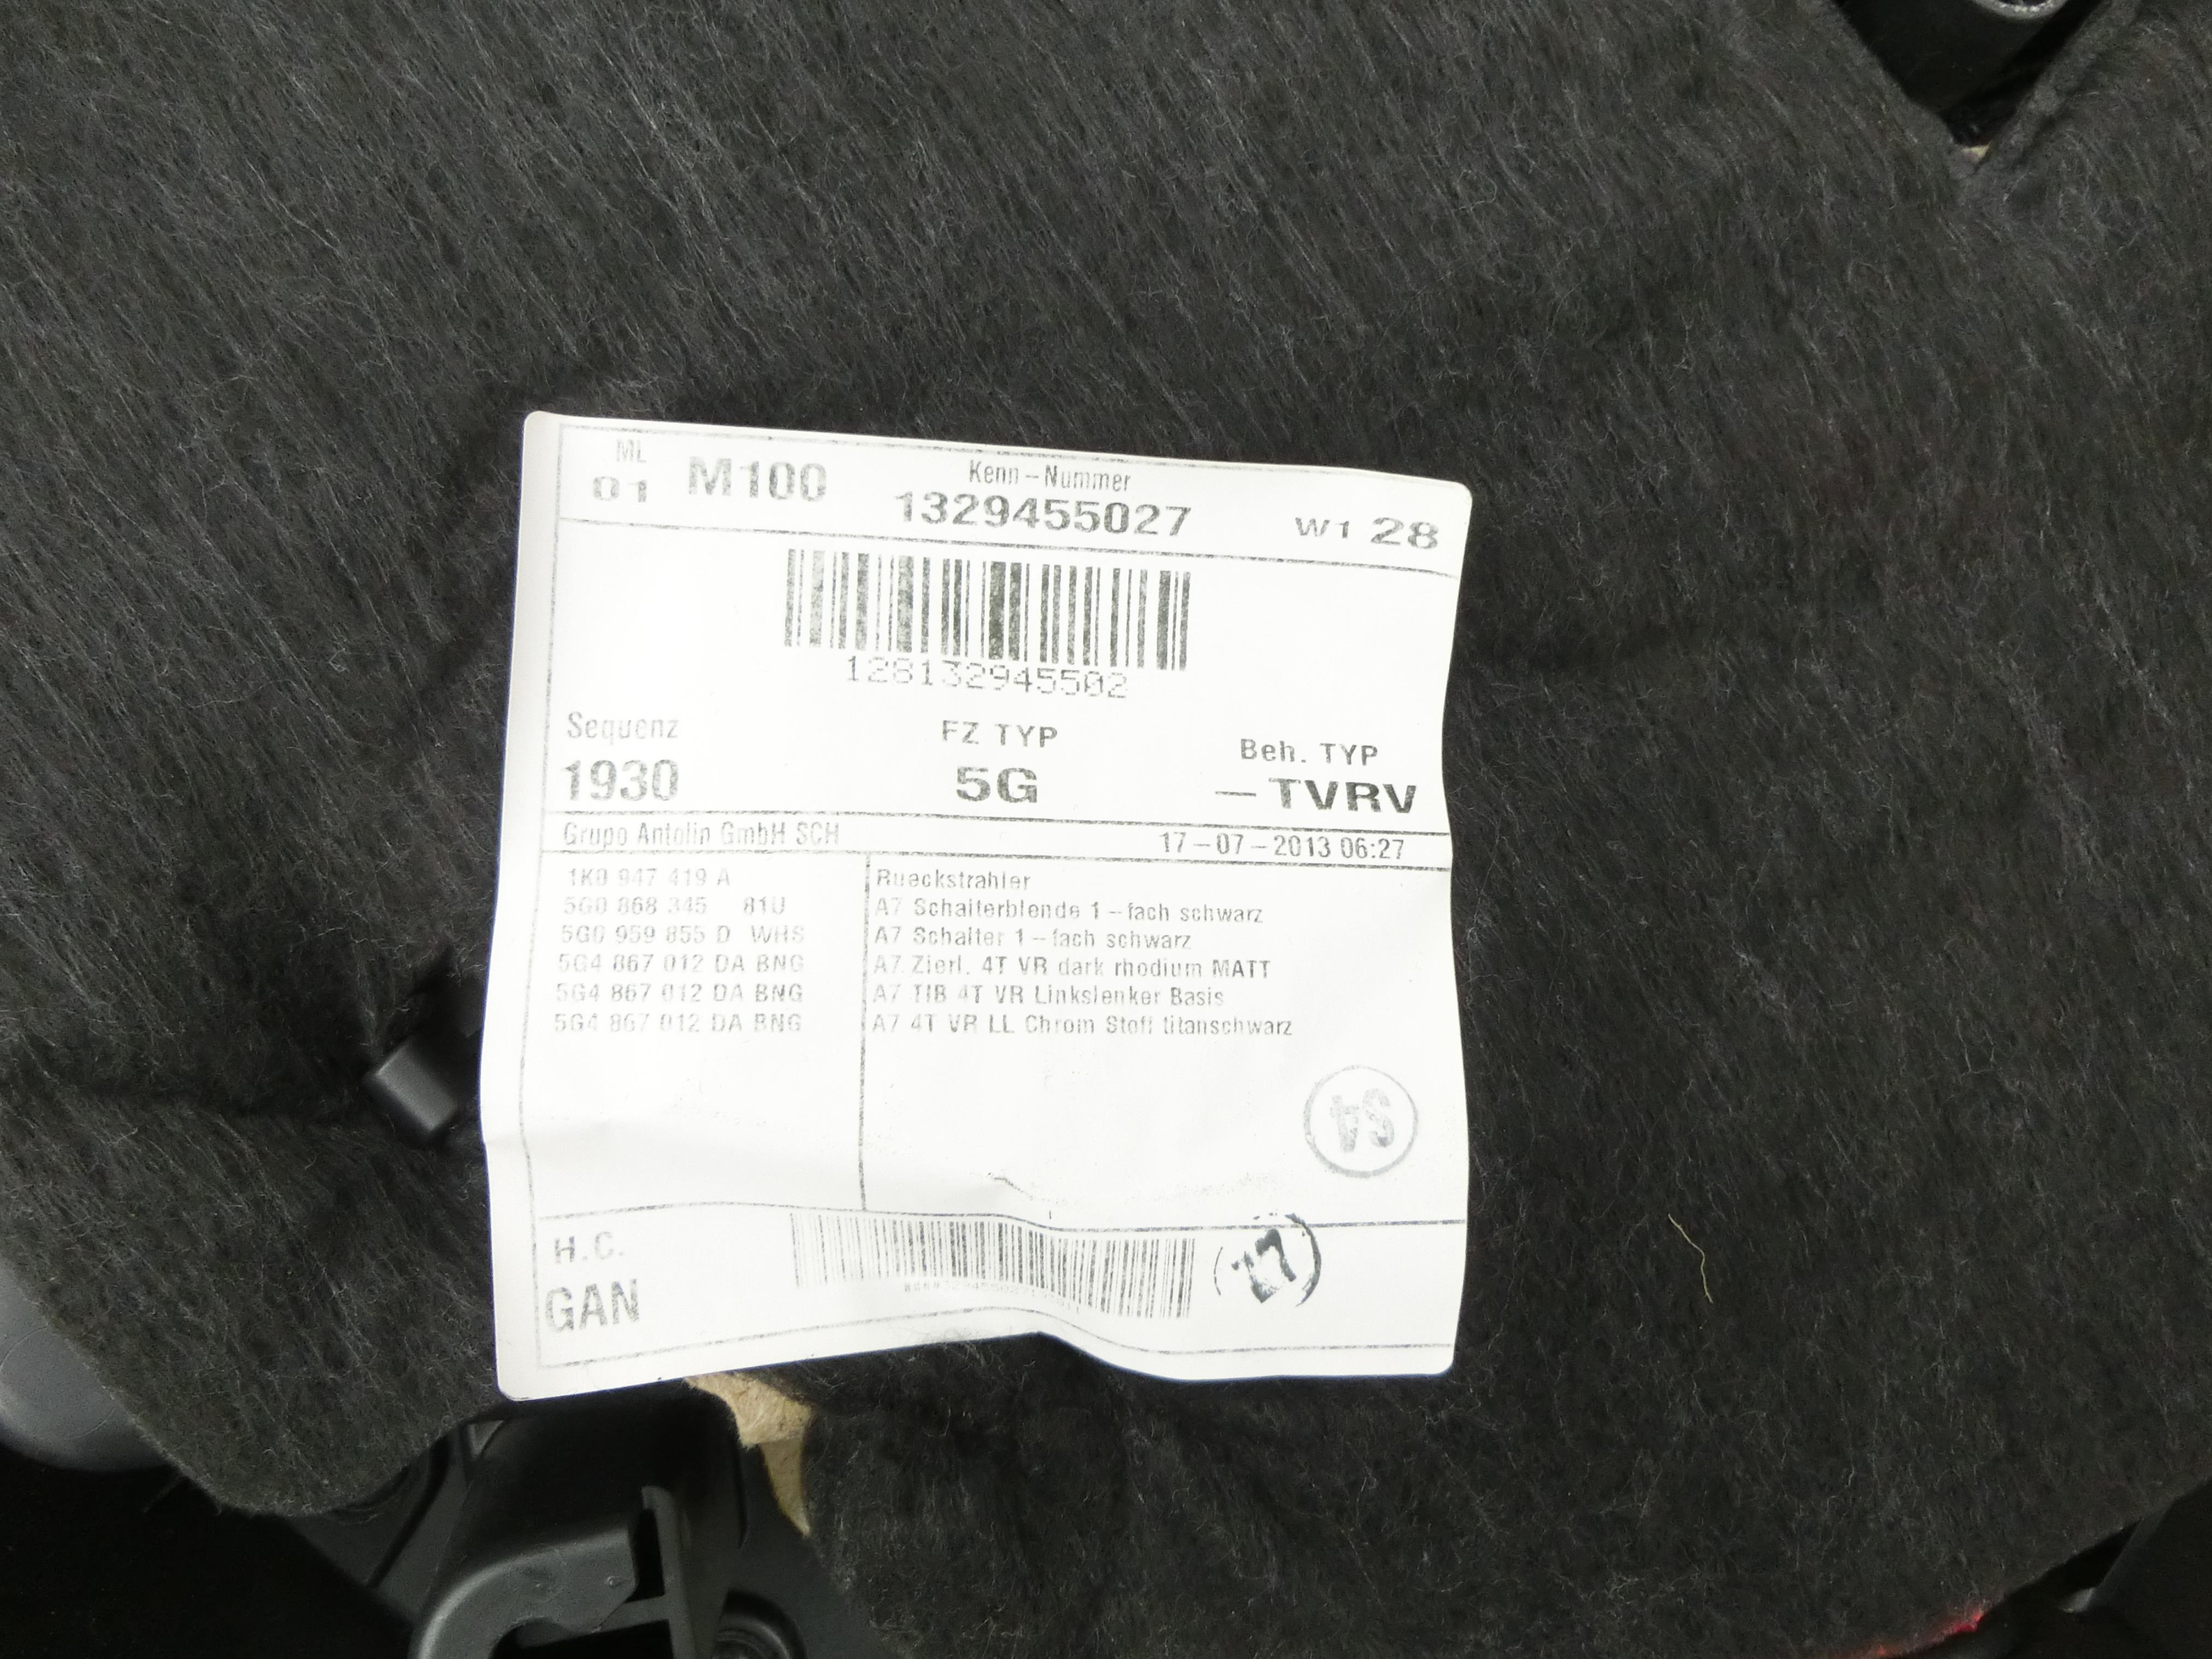 ML
01 M100 Kenn-Nummer
1329455027 W1 28
128132945502
Sequenz FZ TYP Beh. TYP
1930 5G -TVRV
Grupo Antolin GmbH SCH 17-07-2013 06:27
1K0 947 419 A Rueckstrahler
5G0 868 345 81U A7 Schalterblende 1-fach schwarz
5G0 959 855 D WHS A7 Schalter 1-fach schwarz
5G4 867 012 DA BNG A7 Zierl. 4T VR dark rhodium MATT
5G4 867 012 DA BNG A7 TIB 4T VR Linkslenker Basis
5G4 867 012 DA BNG A7 4T VR LL Chrom Stoff titanschwarz
S4
H.C.
GAN